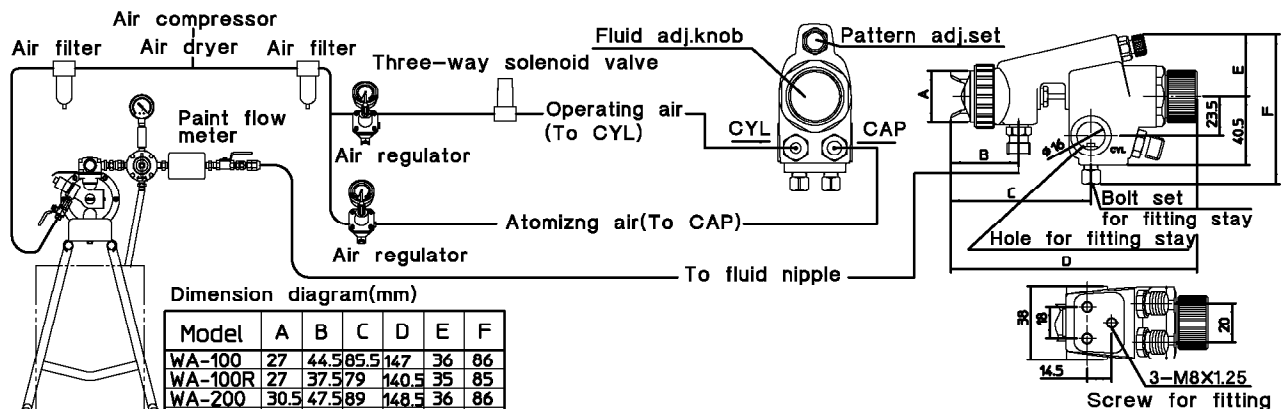 Air compressor
Air filter
Air dryer
Air filter
Fluid adj.knob
Pattern adj.set
Three-way solenoid valve
Paint flow
meter
Operating air
(To CYL)
CYL
CAP
Air regulator
Atomizng air(To CAP)
Air regulator
To fluid nipple
A
B
C
D
E
F
23.5
40.5
ø16
CYL
Bolt set
for fitting stay
Hole for fitting stay
Dimension diagram(mm)
Model A B C D E F
WA-100 27 44.5 85.5 147 36 86
WA-100R 27 37.5 79 140.5 35 85
WA-200 30.5 47.5 89 148.5 36 86
38
18
20
14.5
3-M8X1.25
Screw for fitting